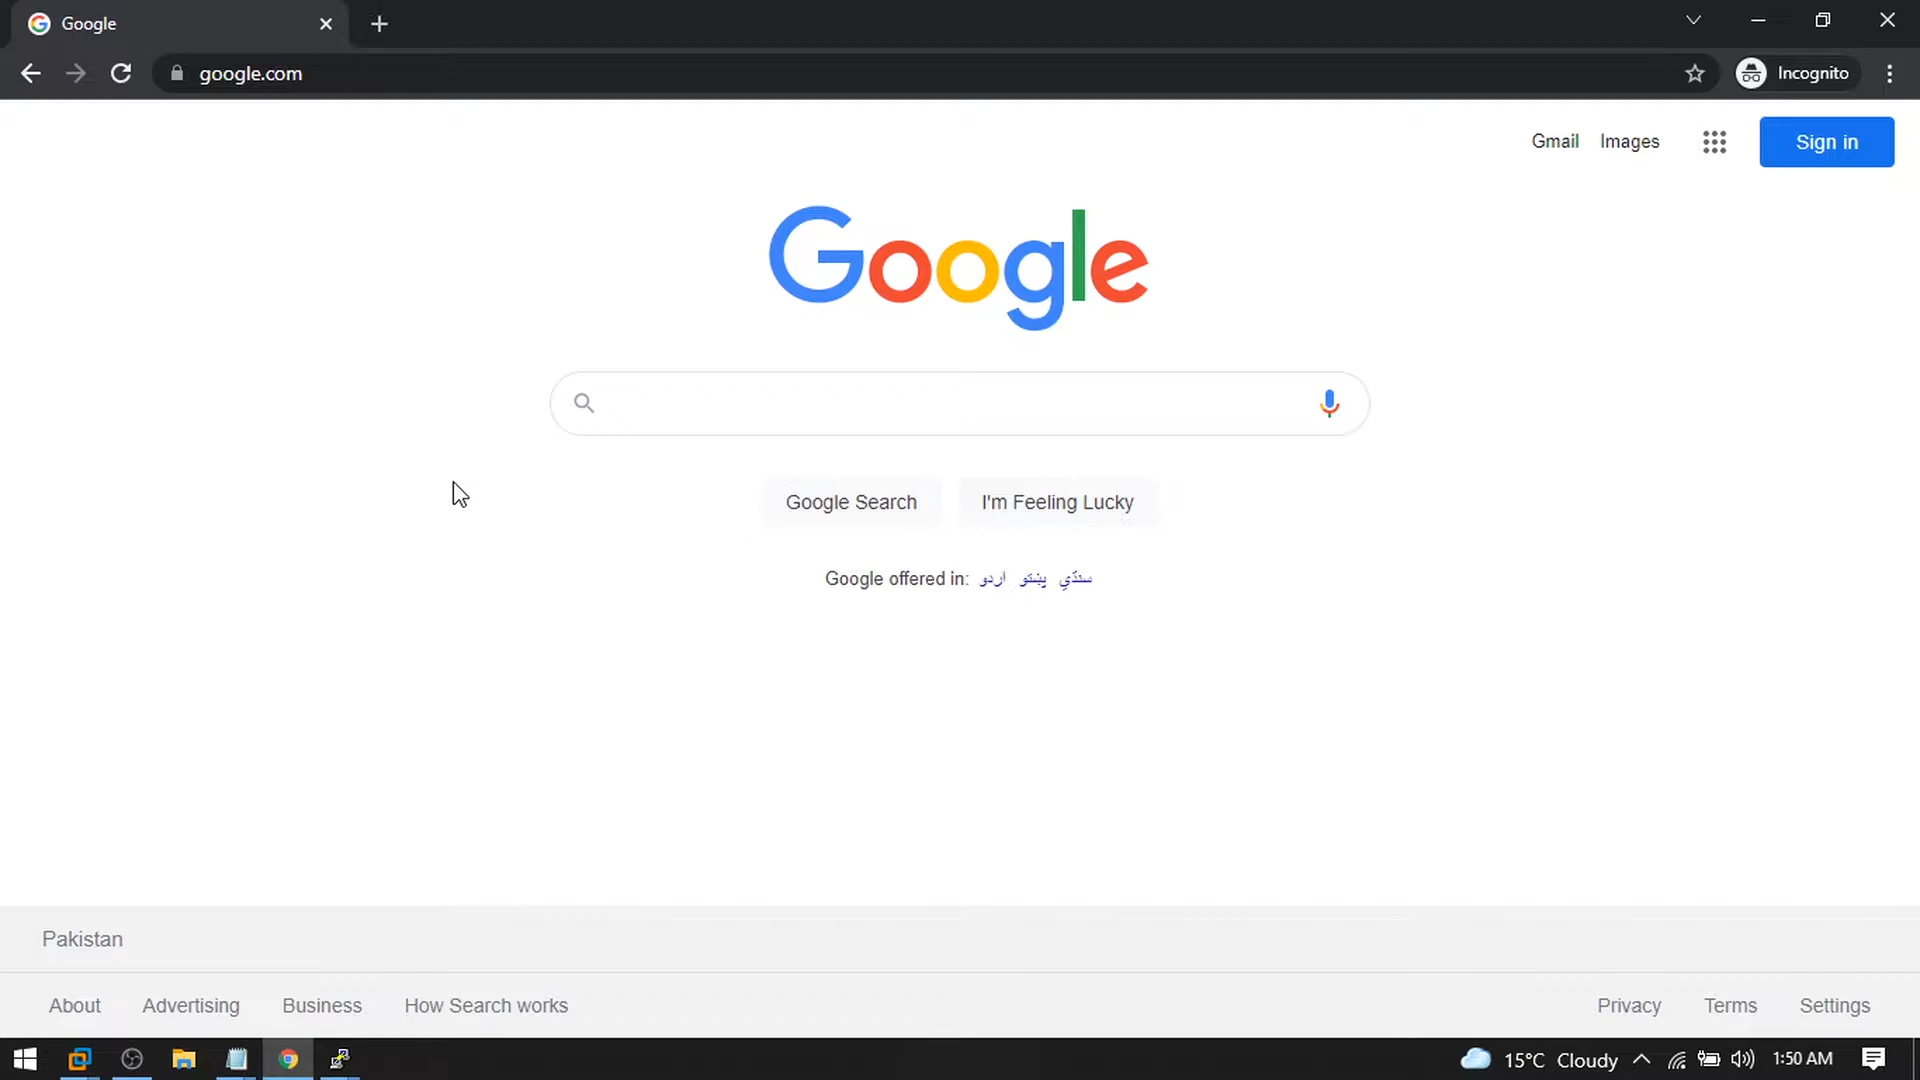 Google
google.com
Incognito
Gmail Images
Sign in
Google
Google Search I'm Feeling Lucky
Google offered in: اردو پښتو سنڌي
Pakistan
About Advertising Business How Search works Privacy Terms Settings
15°C Cloudy 1:50 AM